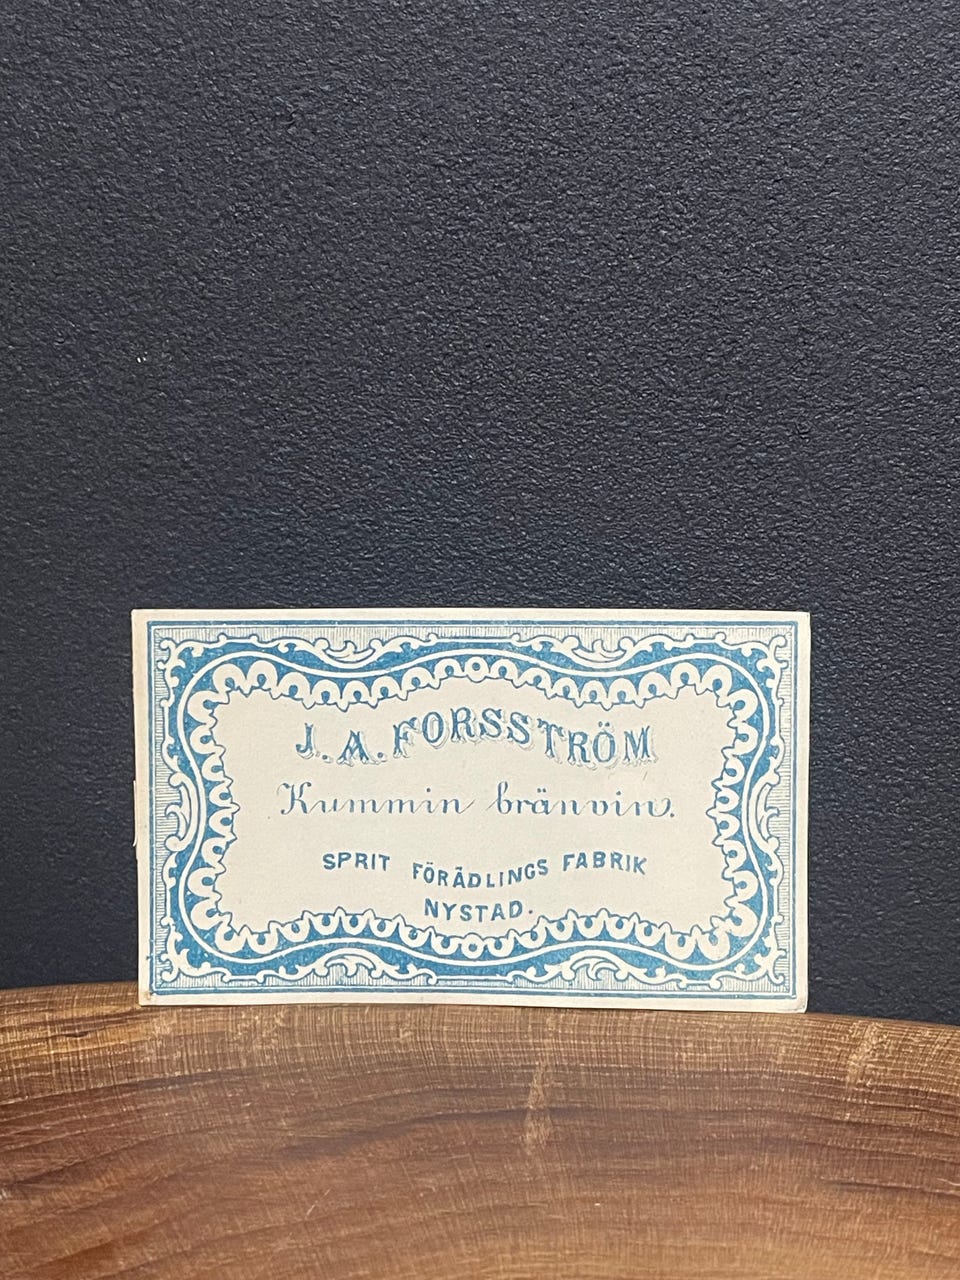 J. A. FORSSTRÖM
Kummin bränvin.
SPRIT FÖRÄDLINGS FABRIK
NYSTAD.